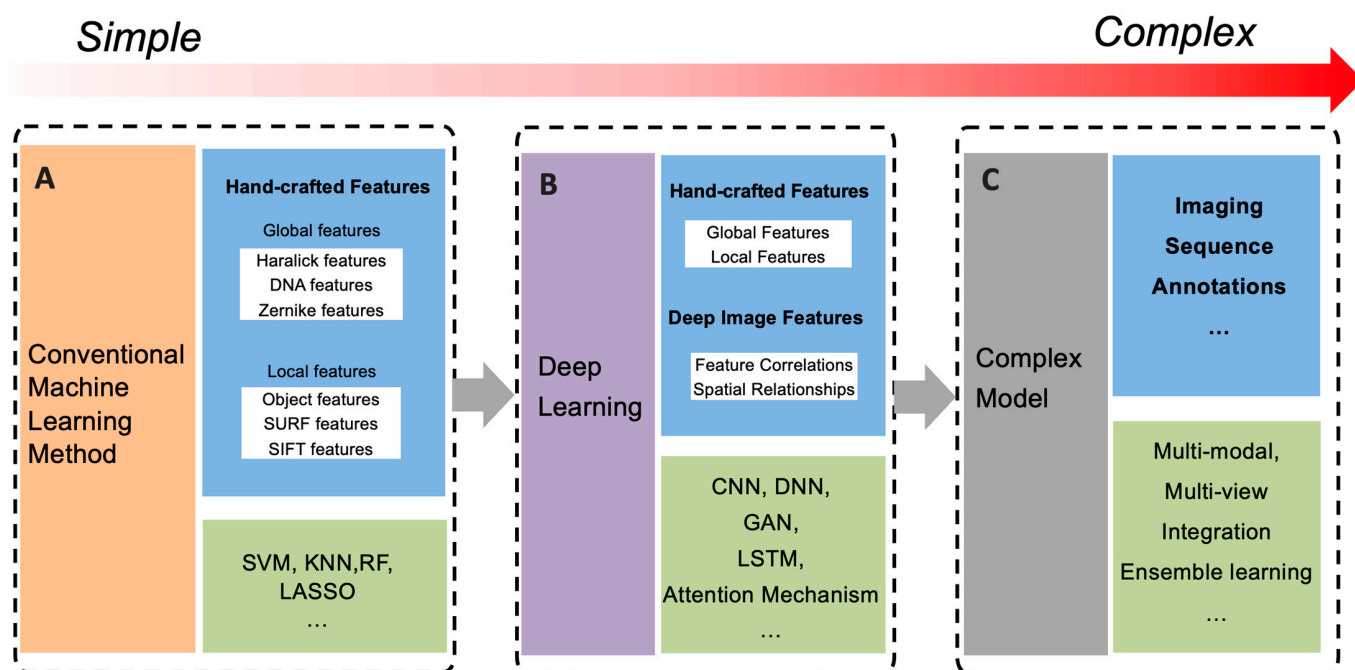 Simple
Complex
A
Conventional
Machine
Learning
Method
Hand-crafted Features
Global features
Haralick features
DNA features
Zernike features
Local features
Object features
SURF features
SIFT features
SVM, KNN,RF,
LASSO
...
B
Deep
Learning
Hand-crafted Features
Global Features
Local Features
Deep Image Features
Feature Correlations
Spatial Relationships
CNN, DNN,
GAN,
LSTM,
Attention Mechanism
...
C
Complex
Model
Imaging
Sequence
Annotations
...
Multi-modal,
Multi-view
Integration
Ensemble learning
...